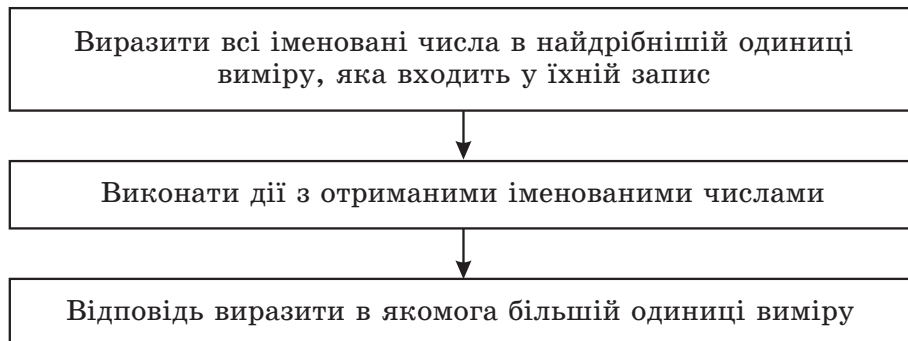 Виразити всі іменовані числа в найдрібнішій одиниці
виміру, яка входить у їхній запис
Виконати дії з отриманими іменованими числами
Відповідь виразити в якомога більшій одиниці виміру